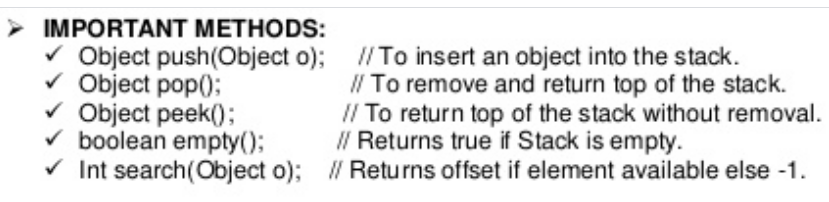 ➢ IMPORTANT METHODS:
✓ Object push(Object o); // To insert an object into the stack.
✓ Object pop(); // To remove and return top of the stack.
✓ Object peek(); // To return top of the stack without removal.
✓ boolean empty(); // Returns true if Stack is empty.
✓ Int search(Object o); // Returns offset if element available else -1.